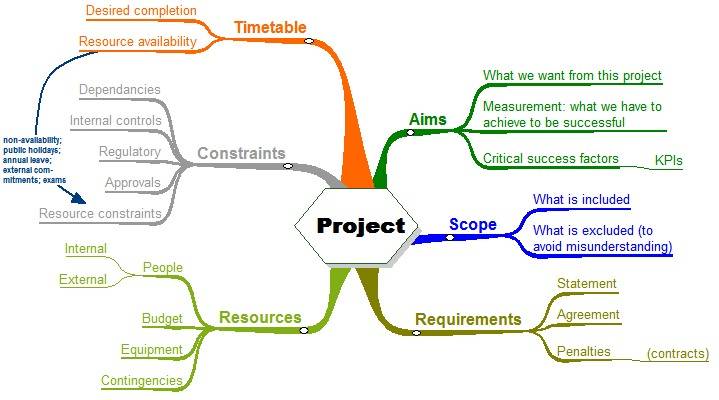 Desired completion
Timetable
Resource availability
Dependancies
Internal controls
Regulatory
Constraints
Approvals
Resource constraints
non-availability;
public holidays;
annual leave;
external com-
mitments; exams
What we want from this project
Aims
Measurement: what we have to
achieve to be successful
Critical success factors
KPIs
Project
What is included
Scope
What is excluded (to
avoid misunderstanding)
Internal
External
People
Budget
Resources
Equipment
Contingencies
Statement
Requirements
Agreement
Penalties
(contracts)